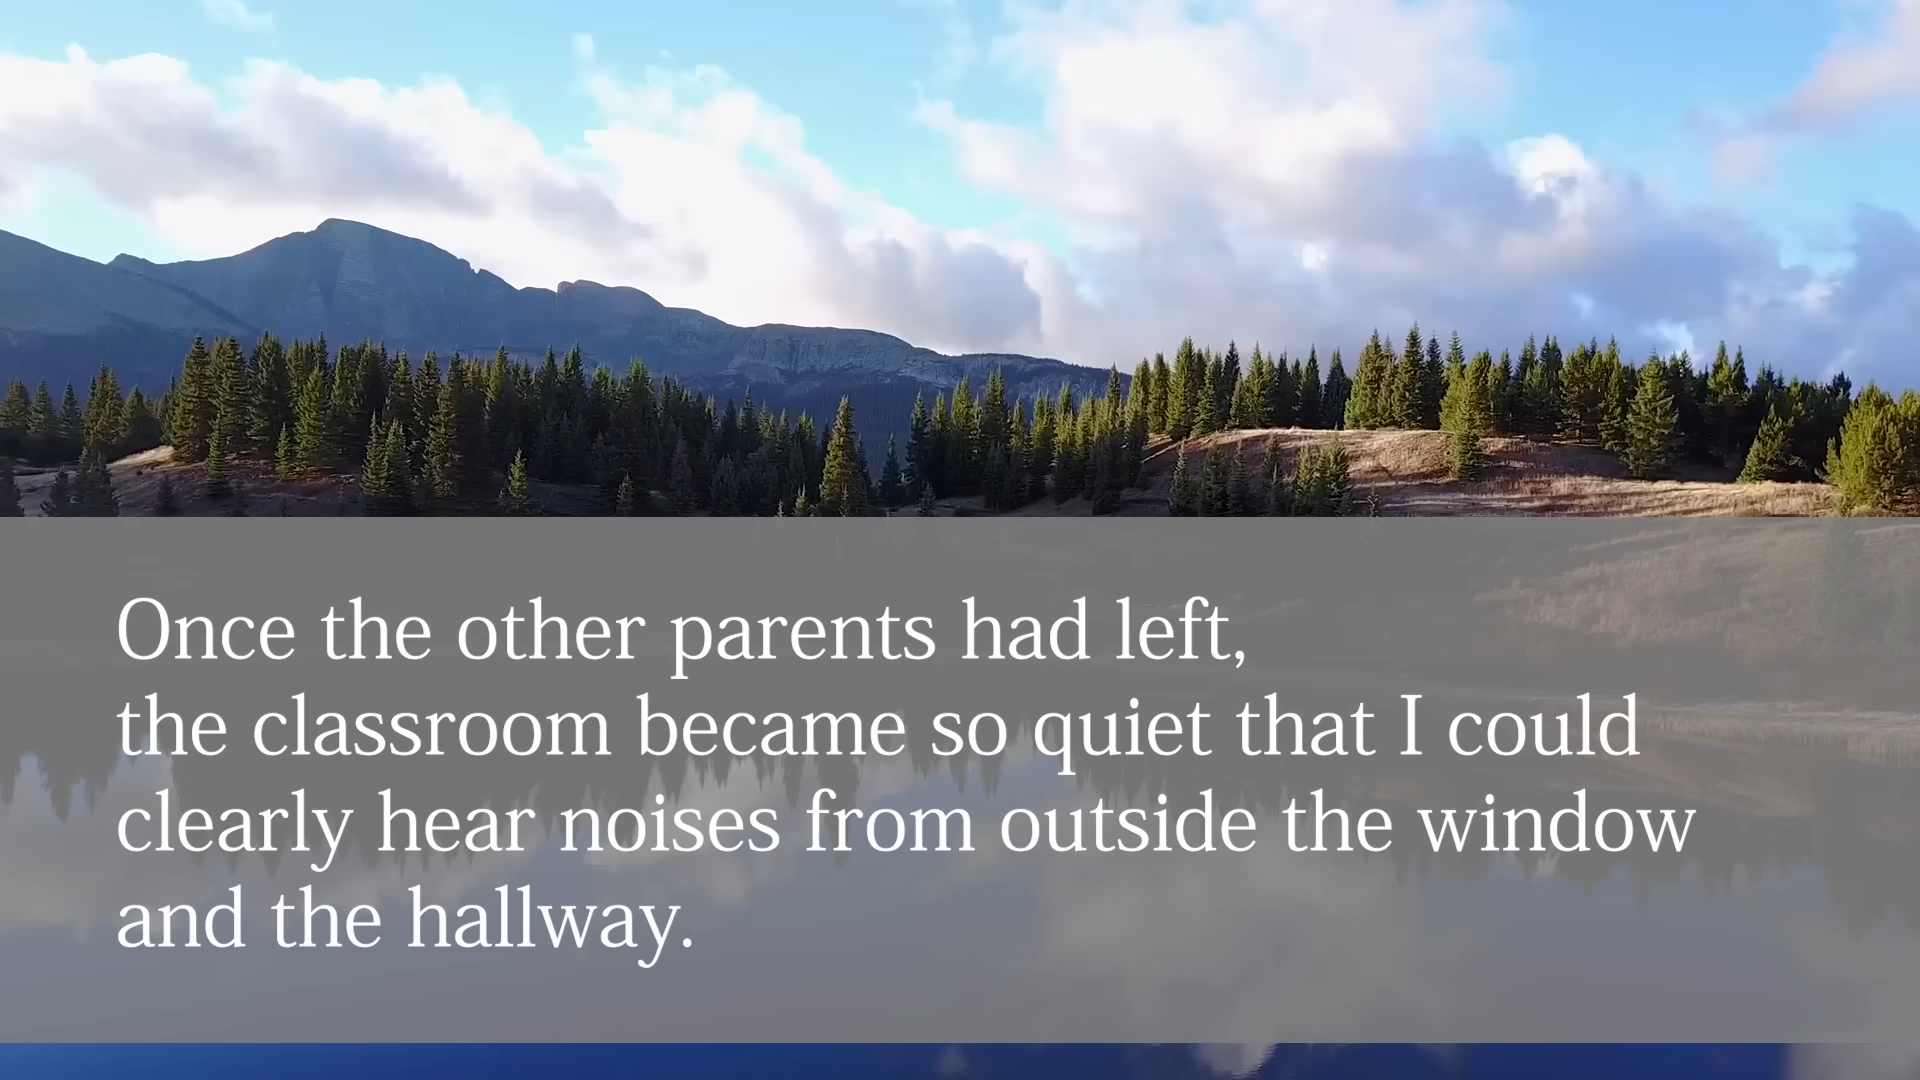 Once the other parents had left,
the classroom became so quiet that I could
clearly hear noises from outside the window
and the hallway.